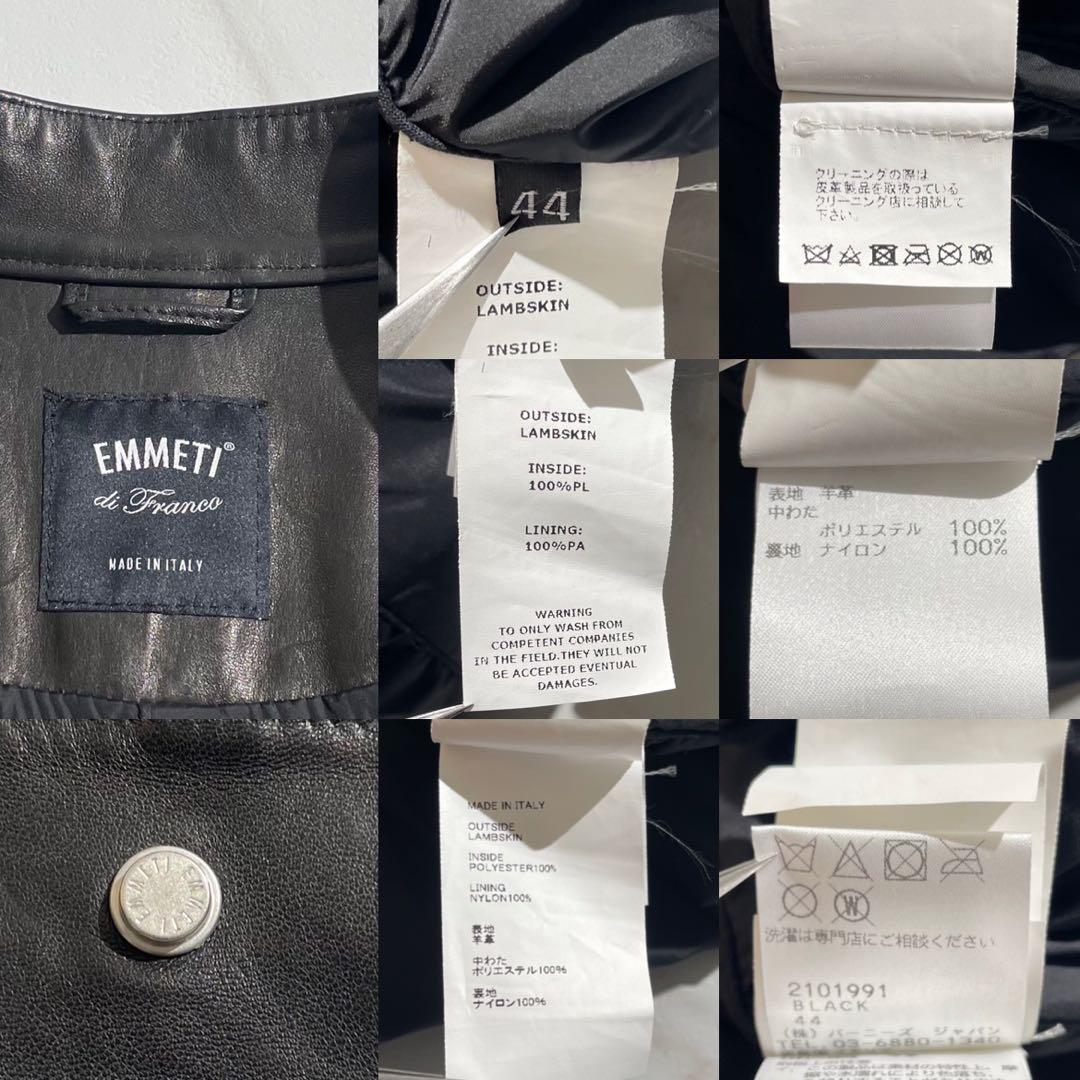 EMMETI®
di Franco
MADE IN ITALY
44
OUTSIDE:
LAMBSKIN
INSIDE:
クリーニングの際は
皮革製品を取扱っている
クリーニング店に相談して
下さい。
OUTSIDE:
LAMBSKIN
INSIDE:
100%PL
LINING:
100%PA
WARNING
TO ONLY WASH FROM
COMPETENT COMPANIES
IN THE FIELD.THEY WILL NOT
BE ACCEPTED EVENTUAL
DAMAGES.
表地 羊革
中わた
ポリエステル 100%
裏地 ナイロン 100%
EMMETI EMMETI
MADE IN ITALY
OUTSIDE
LAMBSKIN
INSIDE
POLYESTER100%
LINING
NYLON100%
表地
羊革
中わた
ポリエステル100%
裏地
ナイロン100%
W
洗濯は専門店にご相談ください
2101991
BLACK
44
(株) バーニーズ ジャパン
TEL 03-6880-1340